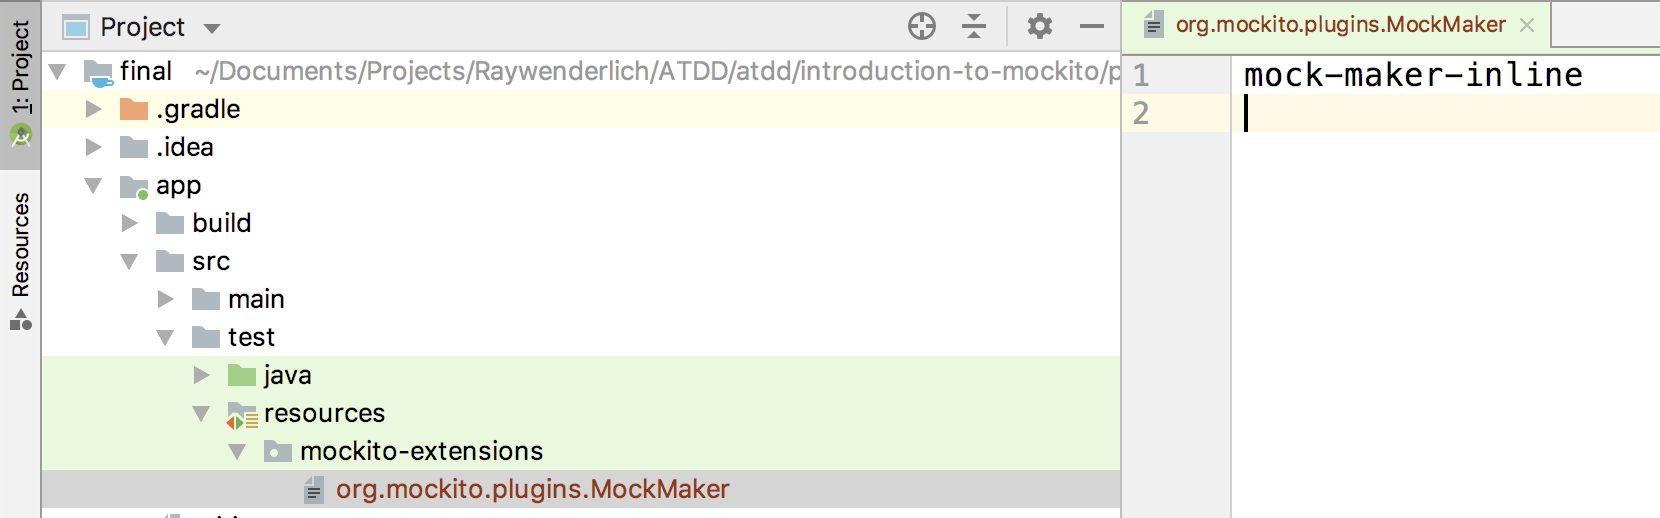 1: Project
Resources
Project
final ~/Documents/Projects/Raywenderlich/ATDD/atdd/introduction-to-mockito/p
.gradle
.idea
app
build
src
main
test
java
resources
mockito-extensions
org.mockito.plugins.MockMaker
org.mockito.plugins.MockMaker
1 mock-maker-inline
2